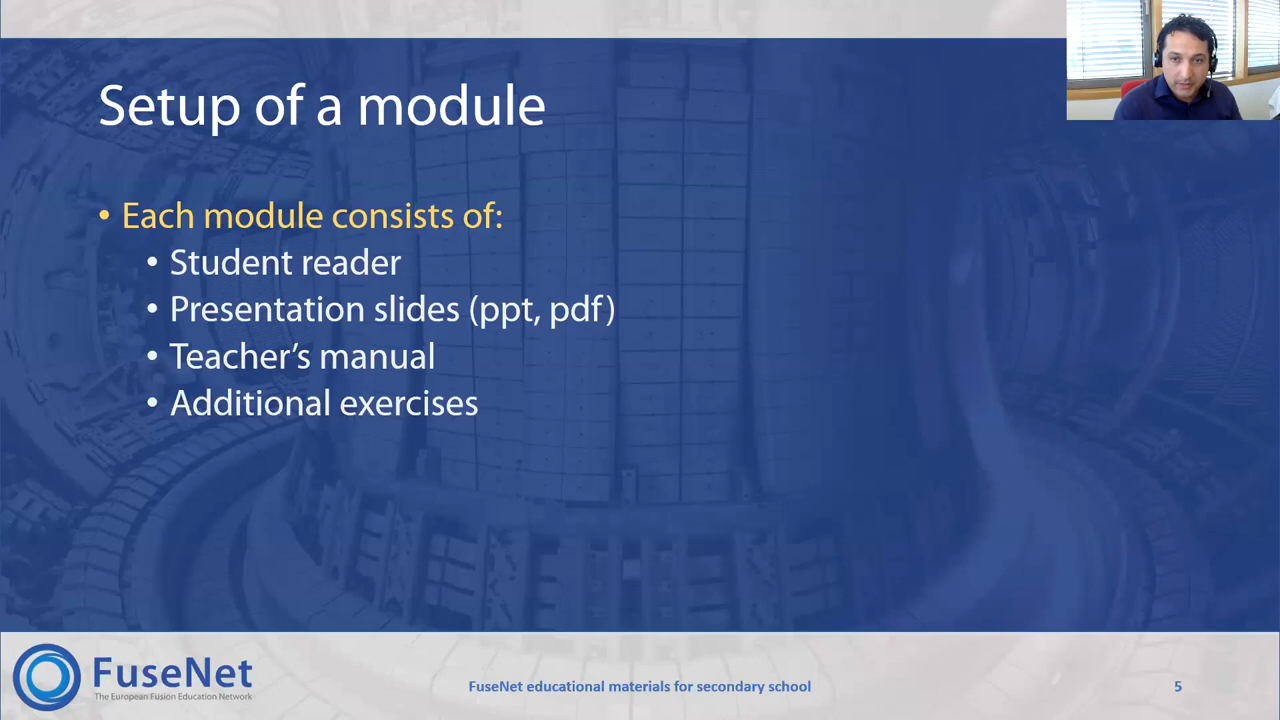 Setup of a module
• Each module consists of:
• Student reader
• Presentation slides (ppt, pdf)
• Teacher’s manual
• Additional exercises
FuseNet
The European Fusion Education Network
FuseNet educational materials for secondary school
5